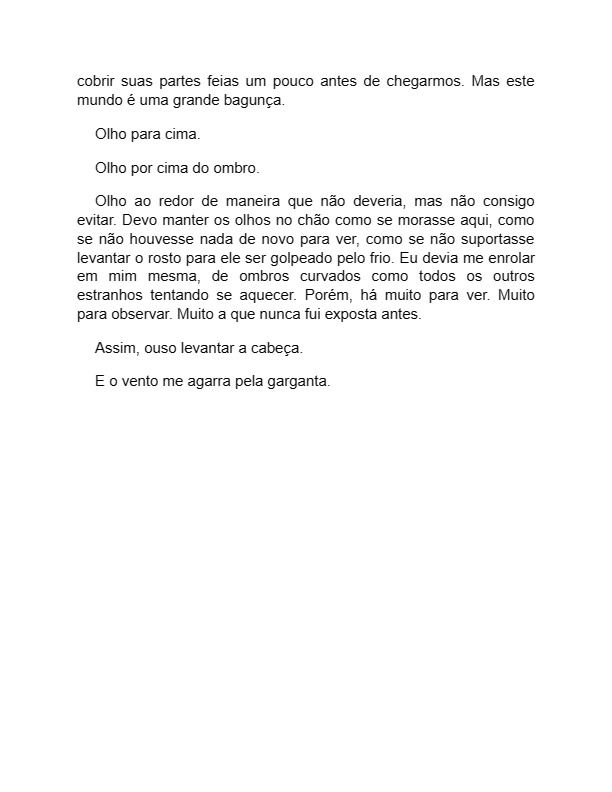 cobrir suas partes feias um pouco antes de chegarmos. Mas este
mundo é uma grande bagunça.
Olho para cima.
Olho por cima do ombro.
Olho ao redor de maneira que não deveria, mas não consigo
evitar. Devo manter os olhos no chão como se morasse aqui, como
se não houvesse nada de novo para ver, como se não suportasse
levantar o rosto para ele ser golpeado pelo frio. Eu devia me enrolar
em mim mesma, de ombros curvados como todos os outros
estranhos tentando se aquecer. Porém, há muito para ver. Muito
para observar. Muito a que nunca fui exposta antes.
Assim, ouso levantar a cabeça.
E o vento me agarra pela garganta.